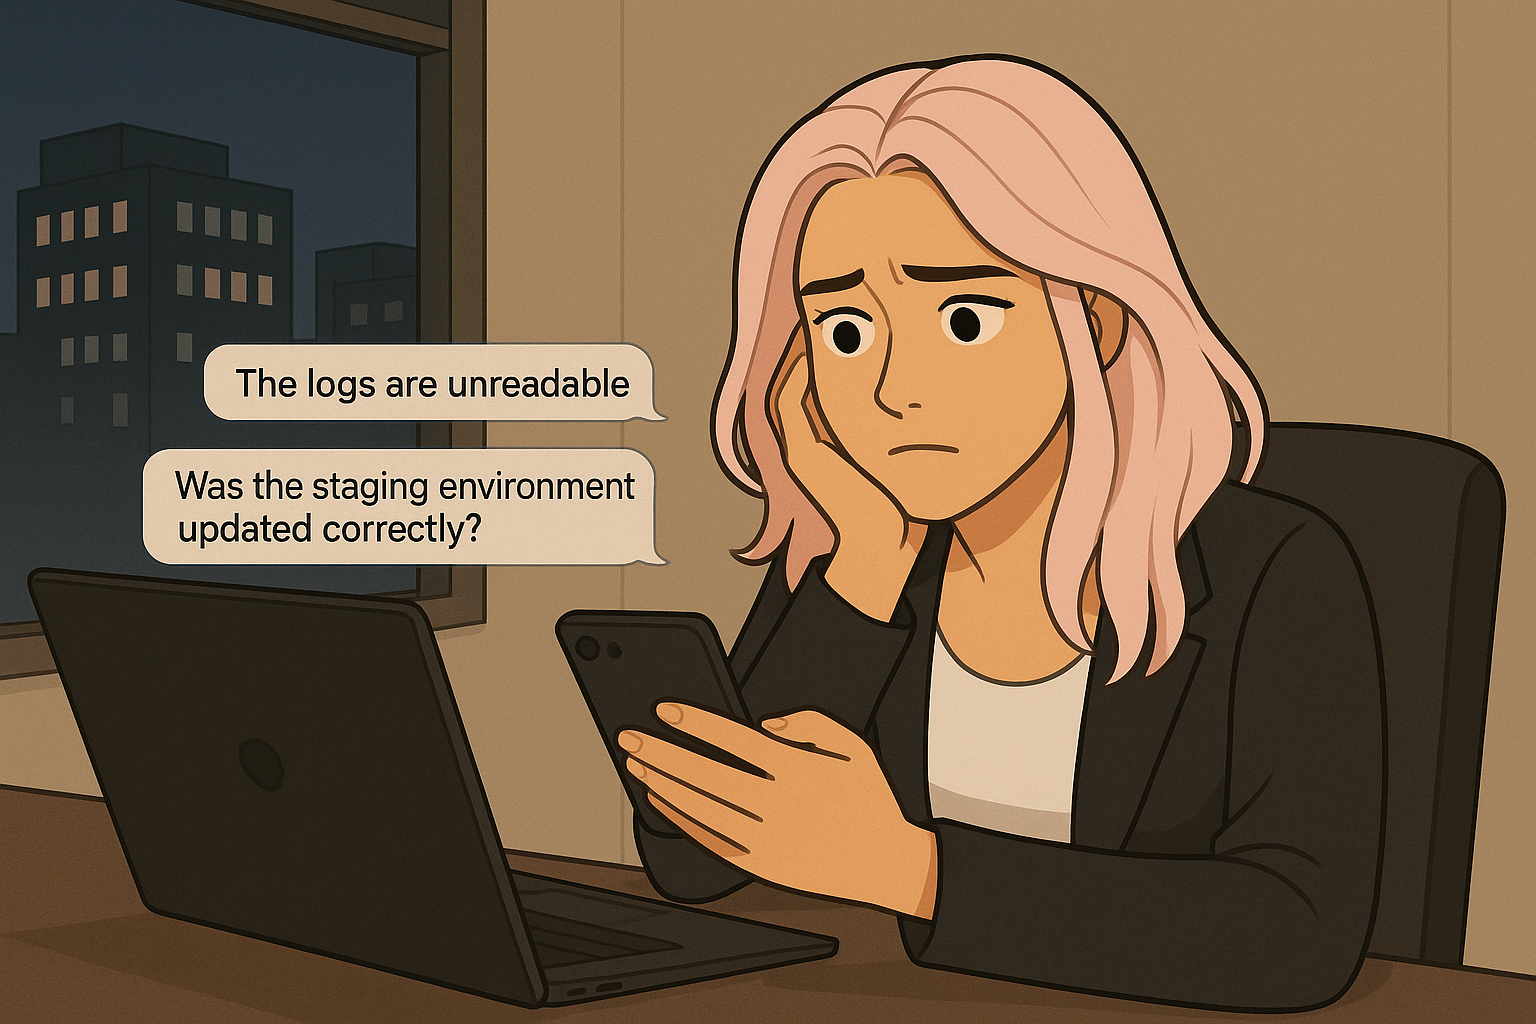 The logs are unreadable
Was the staging environment
updated correctly?